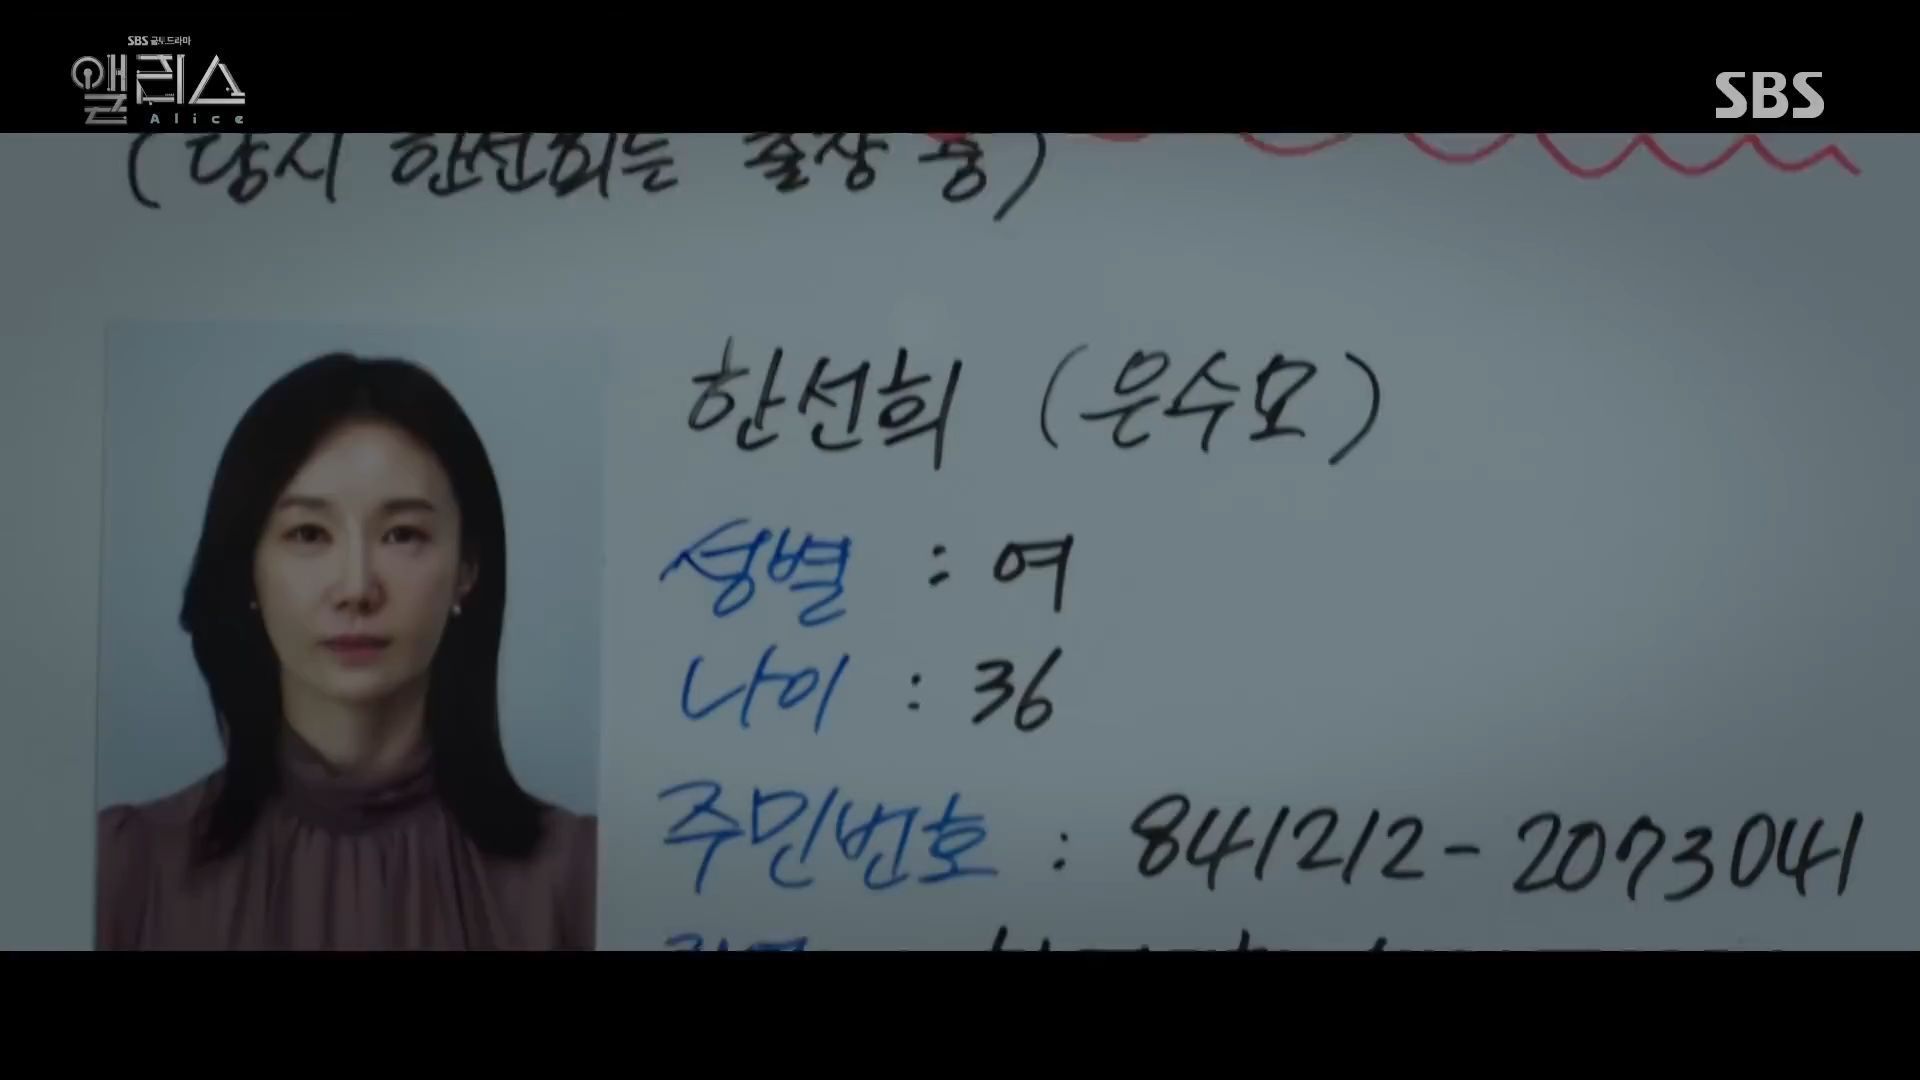 SBS 금토드라마
앨리스
Alice
SBS
(당시 한선희는 출장 중)
한선희 (은수모)
성별 : 여
나이 : 36
주민번호 : 841212-2073041